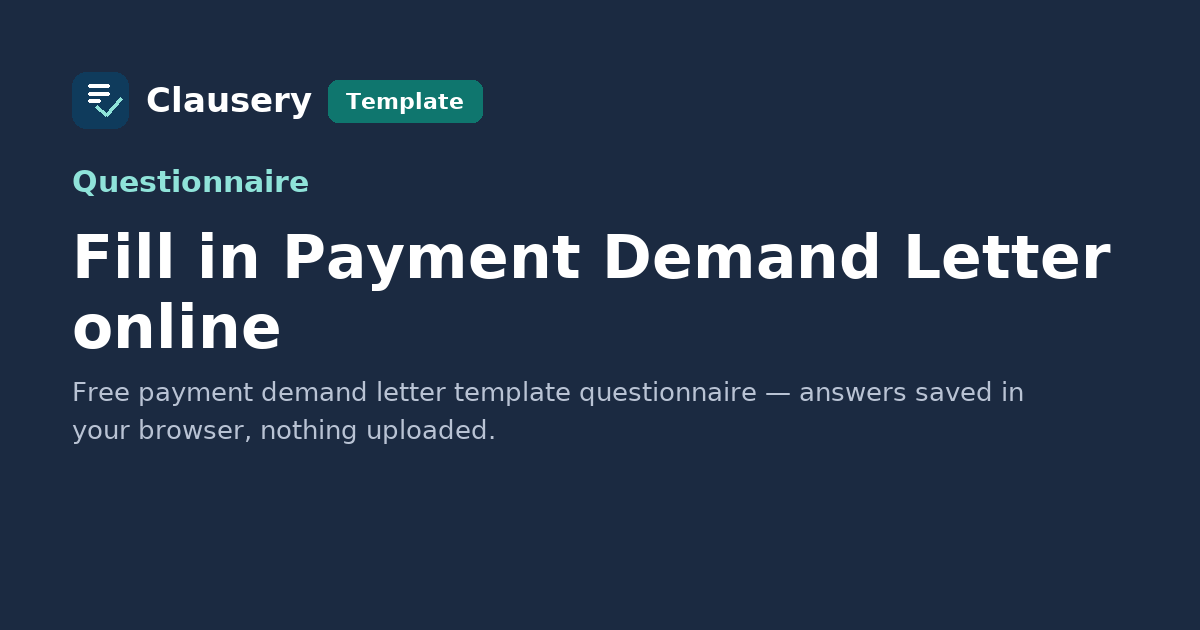 Clausery Template
Questionnaire
Fill in Payment Demand Letter
online
Free payment demand letter template questionnaire — answers saved in
your browser, nothing uploaded.